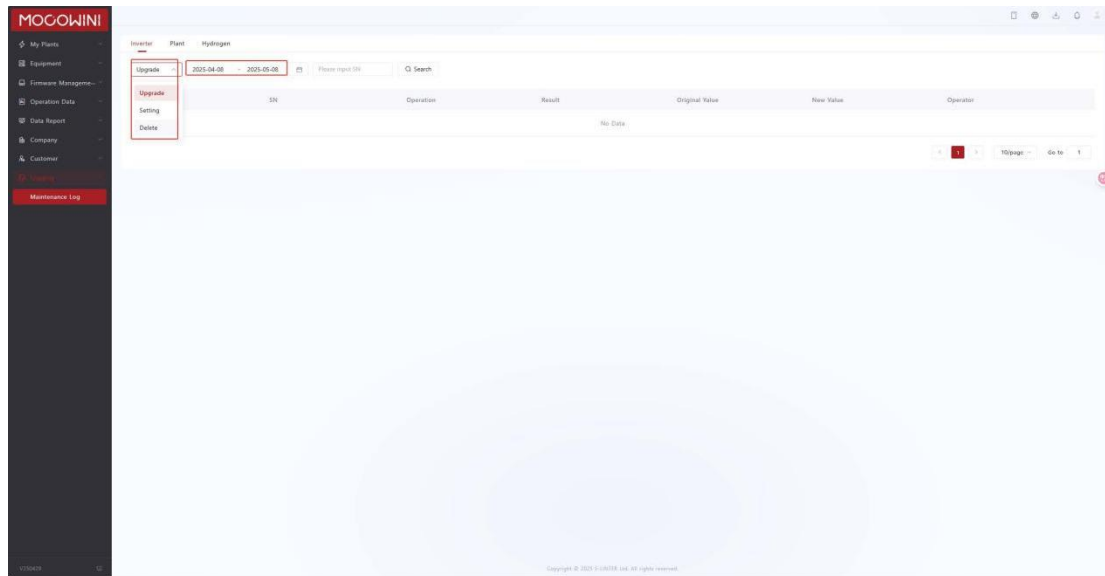 MOCOWINI
My Plants
Equipment
Firmware Manageme...
Operation Data
Data Report
Company
Customer
Maintenance Log
Inverter Plant Hydrogen
Upgrade 2025-04-08 - 2025-05-08 Please input SN Search
Upgrade
Setting
Delete
SN Operation Result Original Value New Value Operator
No Data
1 10/page Go to 1